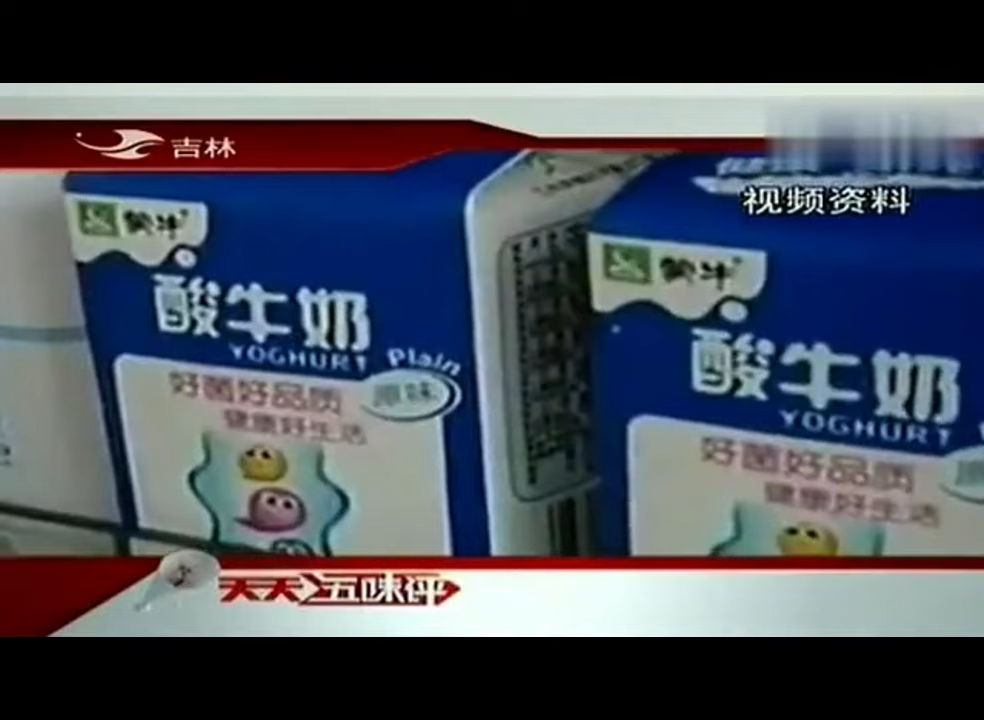 吉林
视频资料
蒙牛
酸牛奶
YOGHURT Plain
原味
好菌好品质
健康好生活
蒙牛
酸牛奶
YOGHURT
好菌好品质
健康好生活
天天五味评